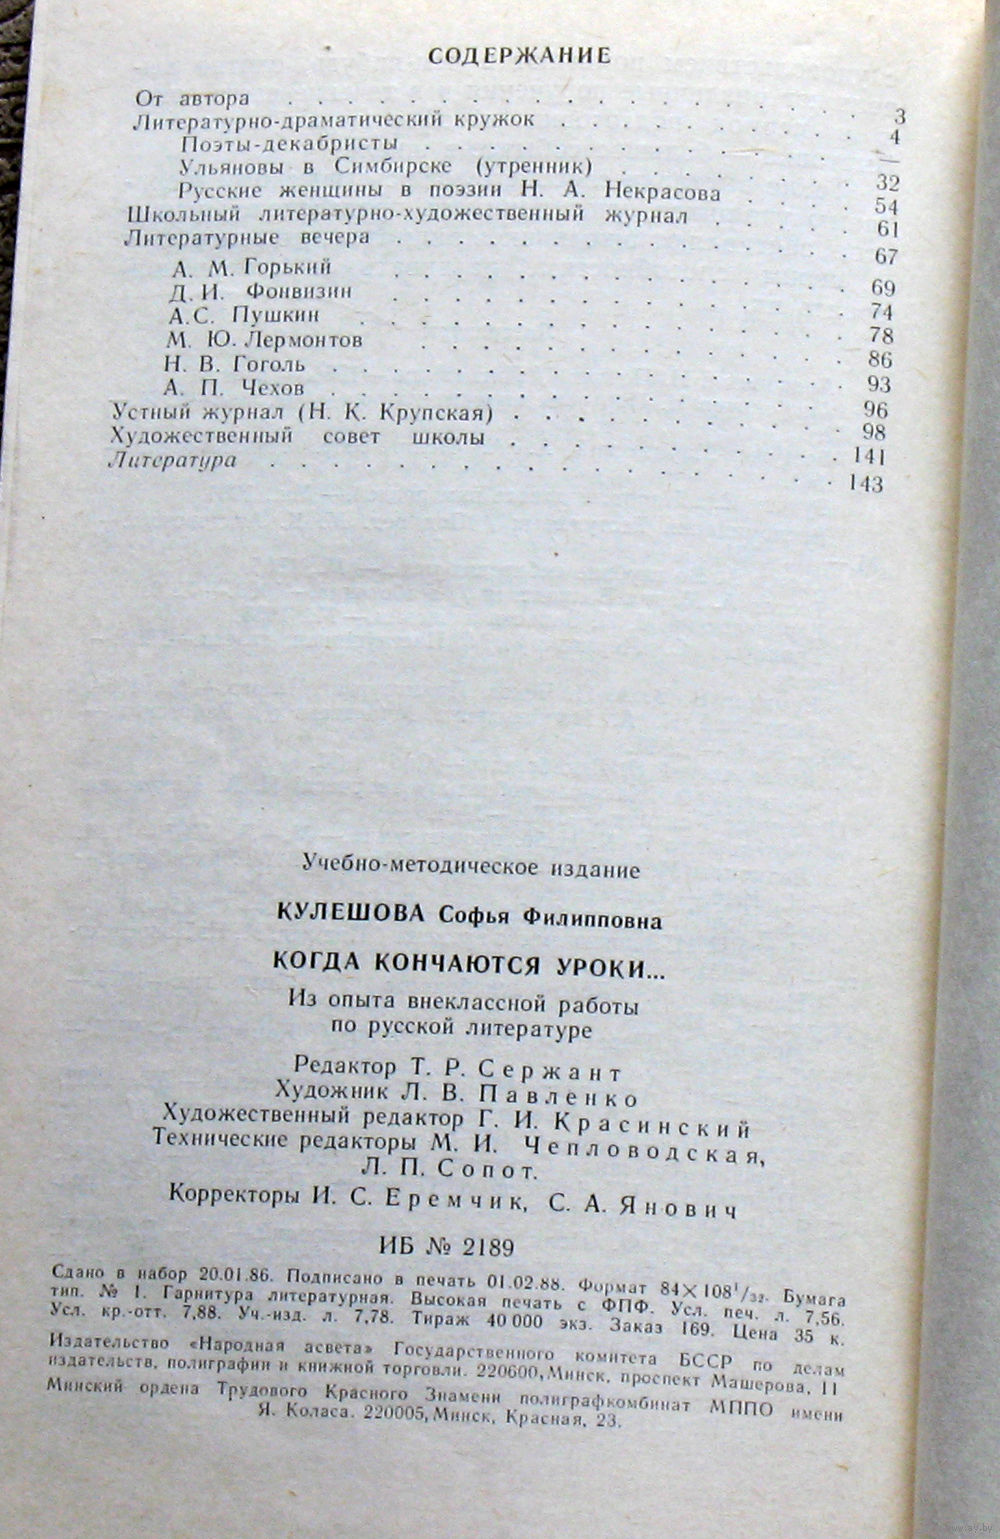 СОДЕРЖАНИЕ
От автора . . . . . . . . . . . . . . . . . 3
Литературно-драматический кружок . . . . . . . . . 4
Поэты-декабристы . . . . . . . . . . . . . —
Ульяновы в Симбирске (утренник) . . . . . . . . 32
Русские женщины в поэзии Н. А. Некрасова . . . . 54
Школьный литературно-художественный журнал . . . . . 61
Литературные вечера . . . . . . . . . . . . . . 67
А. М. Горький . . . . . . . . . . . . . . 69
Д. И. Фонвизин . . . . . . . . . . . . . . 74
А.С. Пушкин . . . . . . . . . . . . . . . 78
М. Ю. Лермонтов . . . . . . . . . . . . . 86
Н. В. Гоголь . . . . . . . . . . . . . . . 93
А. П. Чехов . . . . . . . . . . . . . . . 96
Устный журнал (Н. К. Крупская) . . . . . . . . . . 98
Художественный совет школы . . . . . . . . . . 141
Литература . . . . . . . . . . . . . . . . . 143
Учебно-методическое издание
КУЛЕШОВА Софья Филипповна
КОГДА КОНЧАЮТСЯ УРОКИ...
Из опыта внеклассной работы
по русской литературе
Редактор Т. Р. Сержант
Художник Л. В. Павленко
Художественный редактор Г. И. Красинский
Технические редакторы М. И. Чепловодская,
Л. П. Сопот.
Корректоры И. С. Еремчик, С. А. Янович
ИБ № 2189
Сдано в набор 20.01.86. Подписано в печать 01.02.88. Формат 84×108¹/₃₂. Бумага
тип. № 1. Гарнитура литературная. Высокая печать с ФПФ. Усл. печ. л. 7,56.
Усл. кр.-отт. 7,88. Уч.-изд. л. 7,78. Тираж 40 000 экз. Заказ 169. Цена 35 к.
Издательство «Народная асвета» Государственного комитета БССР по делам
издательств, полиграфии и книжной торговли. 220600, Минск, проспект Машерова, 11
Минский ордена Трудового Красного Знамени полиграфкомбинат МППО имени
Я. Коласа. 220005, Минск, Красная, 23.
www.ay.by